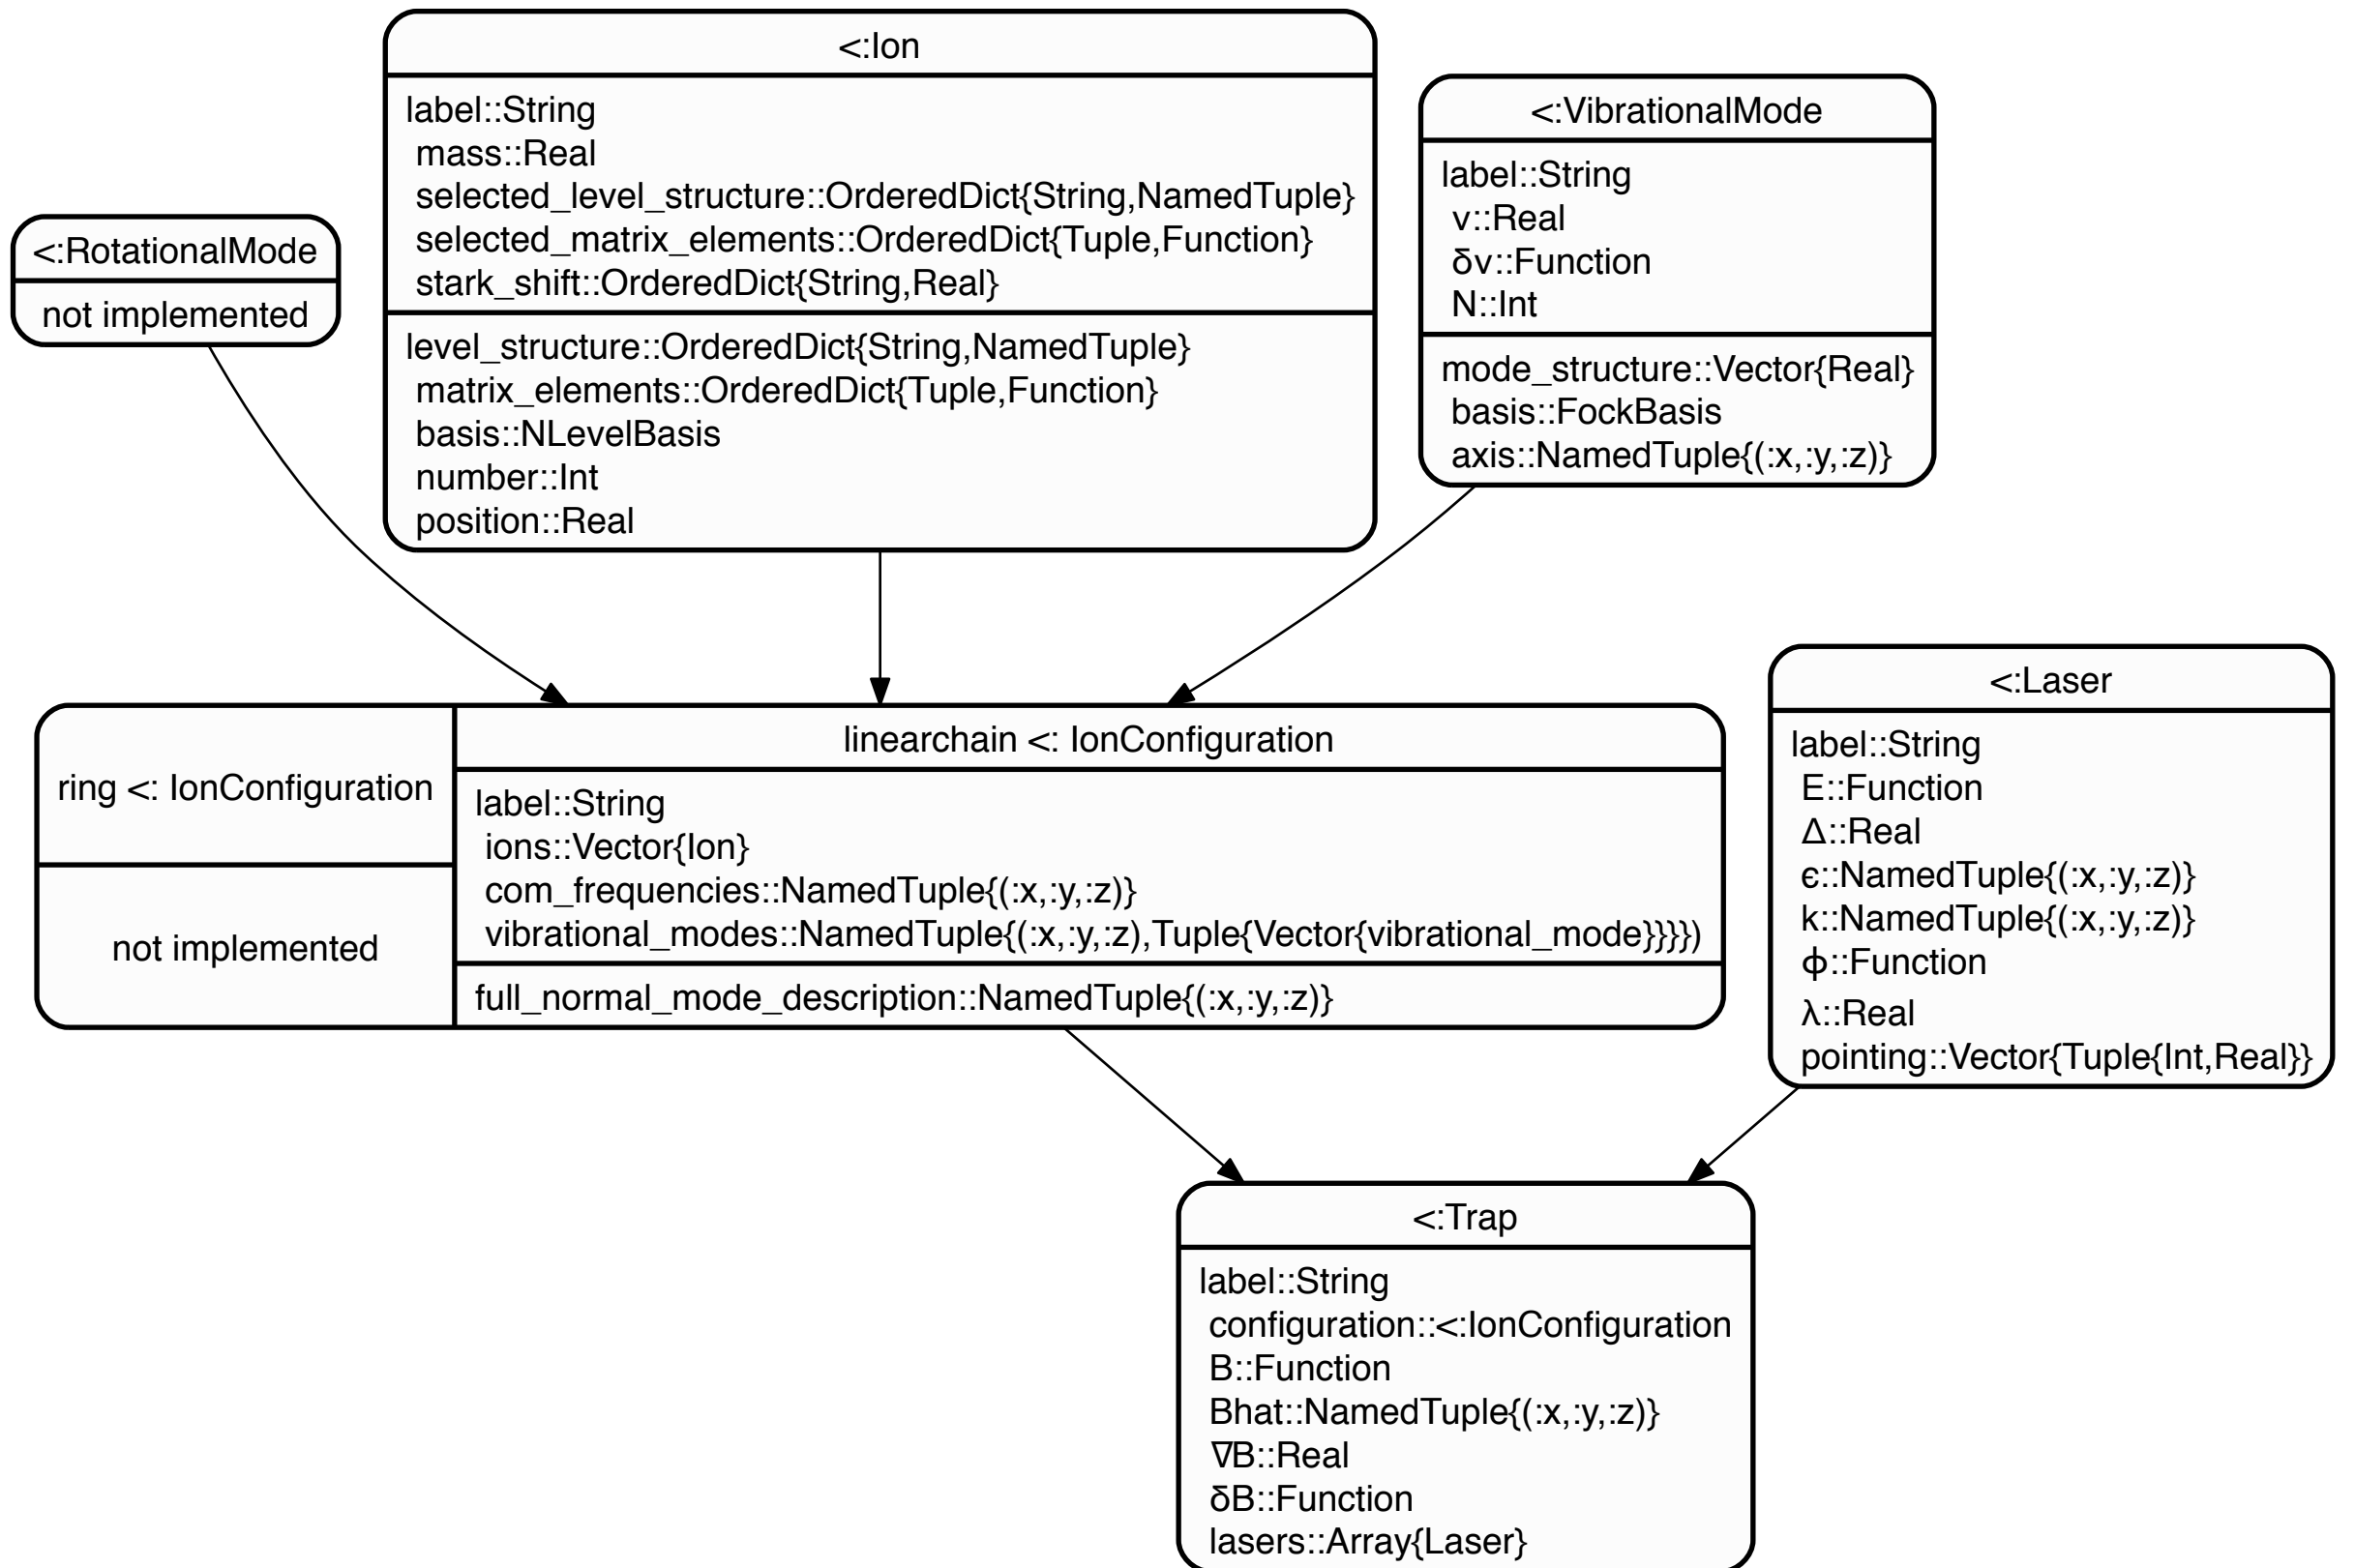 <:Ion
label::String
mass::Real
selected_level_structure::OrderedDict{String,NamedTuple}
selected_matrix_elements::OrderedDict{Tuple,Function}
stark_shift::OrderedDict{String,Real}
level_structure::OrderedDict{String,NamedTuple}
matrix_elements::OrderedDict{Tuple,Function}
basis::NLevelBasis
number::Int
position::Real
<:VibrationalMode
label::String
ν::Real
δν::Function
N::Int
mode_structure::Vector{Real}
basis::FockBasis
axis::NamedTuple{(:x,:y,:z)}
<:RotationalMode
not implemented
ring <: IonConfiguration
not implemented
linearchain <: IonConfiguration
label::String
ions::Vector{Ion}
com_frequencies::NamedTuple{(:x,:y,:z)}
vibrational_modes::NamedTuple{(:x,:y,:z),Tuple{Vector{vibrational_mode}}}})
full_normal_mode_description::NamedTuple{(:x,:y,:z)}
<:Laser
label::String
E::Function
Δ::Real
ϵ::NamedTuple{(:x,:y,:z)}
k::NamedTuple{(:x,:y,:z)}
ϕ::Function
λ::Real
pointing::Vector{Tuple{Int,Real}}
<:Trap
label::String
configuration::<:IonConfiguration
B::Function
Bhat::NamedTuple{(:x,:y,:z)}
∇B::Real
δB::Function
lasers::Array{Laser}